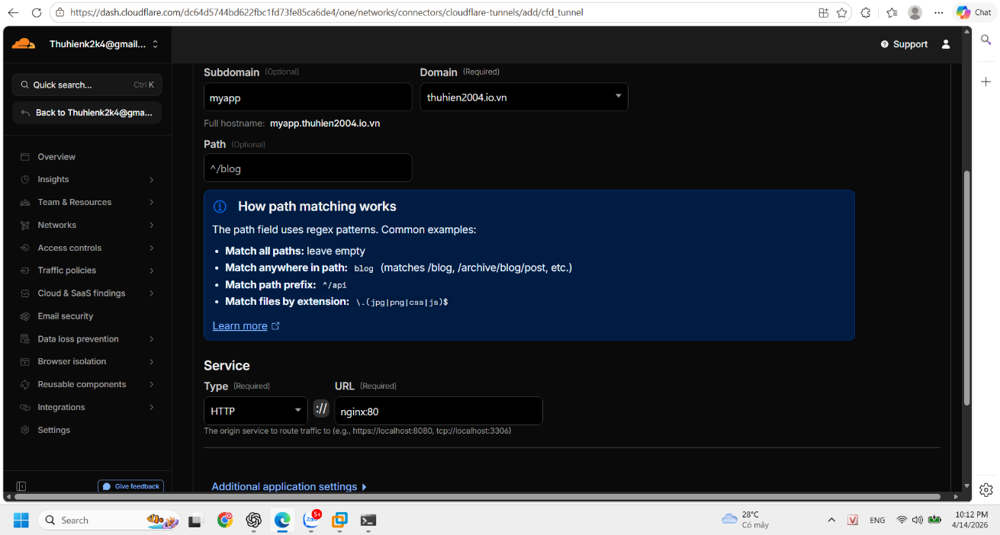 https://dash.cloudflare.com/dc64d5744bd622fbc1fd73fe85ca6de4/one/networks/connectors/cloudflare-tunnels/add/cfd_tunnel
Chat
Thuhienk2k4@gmail...
Support
Quick search...
Ctrl K
Back to Thuhienk2k4@gma...
Overview
Insights
Team & Resources
Networks
Access controls
Traffic policies
Cloud & SaaS findings
Email security
Data loss prevention
Browser isolation
Reusable components
Integrations
Settings
Give feedback
Subdomain (Optional)
Domain (Required)
myapp
thuhien2004.io.vn
Full hostname: myapp.thuhien2004.io.vn
Path (Optional)
^/blog
How path matching works
The path field uses regex patterns. Common examples:
• Match all paths: leave empty
• Match anywhere in path: blog (matches /blog, /archive/blog/post, etc.)
• Match path prefix: ^/api
• Match files by extension: \.(jpg|png|css|js)$
Learn more
Service
Type (Required)
URL (Required)
HTTP
://
nginx:80
The origin service to route traffic to (e.g., https://localhost:8080, tcp://localhost:3306)
Additional application settings
Search
Zalo
5+
28°C
Có mây
V
ENG
10:12 PM
4/14/2026